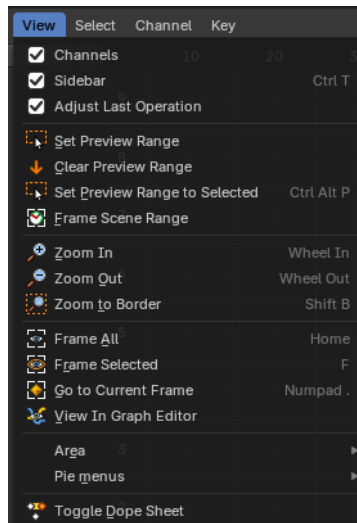 View Select Channel Key
Channels 10 20
Sidebar Ctrl T
Adjust Last Operation
Set Preview Range
Clear Preview Range
Set Preview Range to Selected Ctrl Alt P
Frame Scene Range
Zoom In Wheel In
Zoom Out Wheel Out
Zoom to Border Shift B
Frame All Home
Frame Selected F
Go to Current Frame Numpad .
View In Graph Editor
Area 3
Pie menus
Toggle Dope Sheet